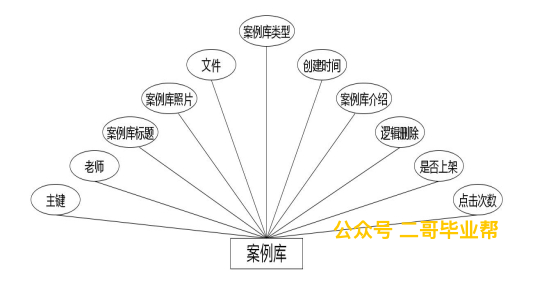 案例库类型
文件
创建时间
案例库照片
案例库介绍
案例库标题
逻辑删除
老师
是否上架
主键
点击次数
公众号 二哥毕业帮
案例库